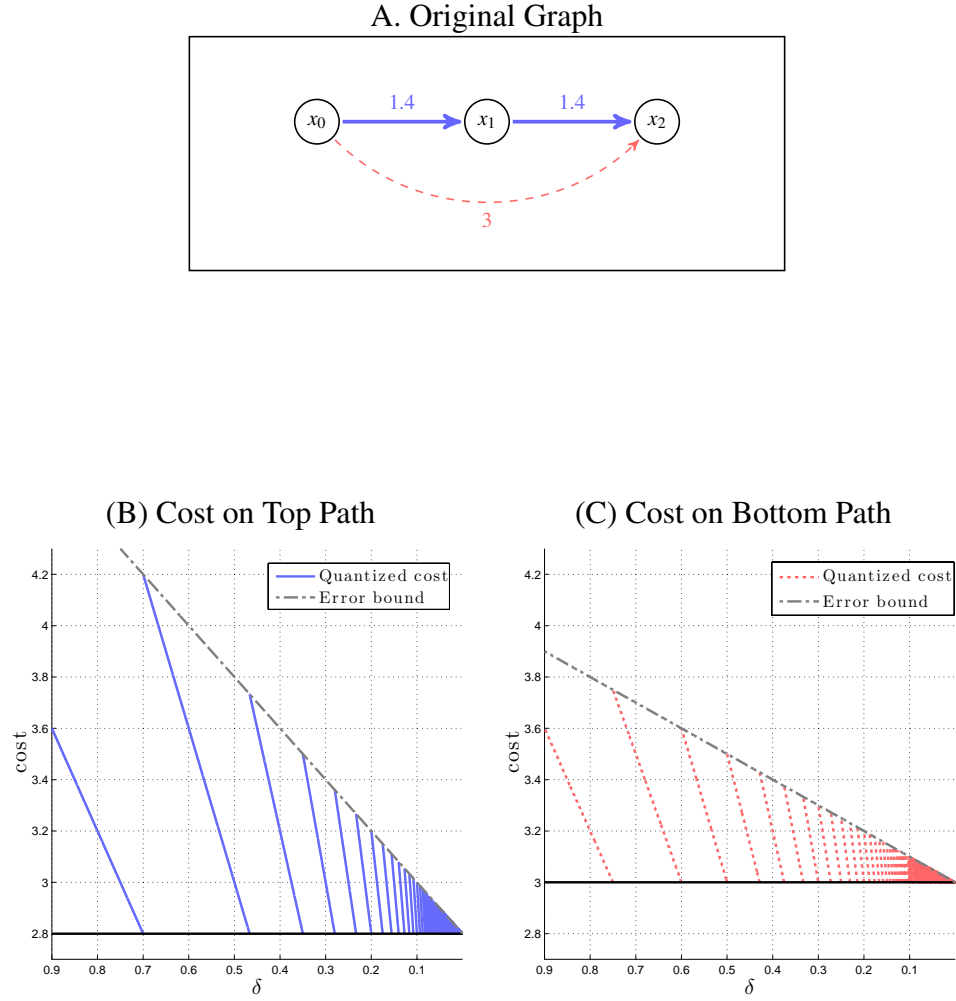 A. Original Graph
1.4 1.4
x0 x1 x2
3
(B) Cost on Top Path
4.2
4
3.8
3.6
3.4
3.2
3
2.8
cost
Quantized cost
Error bound
0.9 0.8 0.7 0.6 0.5 0.4 0.3 0.2 0.1
δ
(C) Cost on Bottom Path
4.2
4
3.8
3.6
3.4
3.2
3
2.8
cost
Quantized cost
Error bound
0.9 0.8 0.7 0.6 0.5 0.4 0.3 0.2 0.1
δ